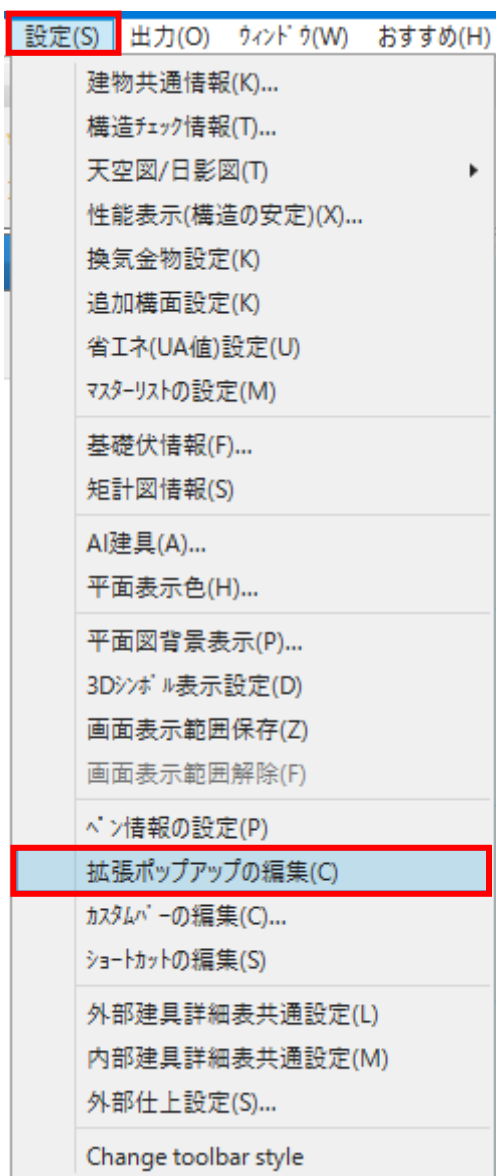 設定(S) 出力(O) ｳｨﾝﾄﾞｳ(W) おすすめ(H)
建物共通情報(K)...
構造ﾁｪｯｸ情報(T)...
天空図/日影図(T)
性能表示(構造の安定)(X)...
換気金物設定(K)
追加構面設定(K)
省エネ(UA値)設定(U)
ﾏｽﾀｰﾘｽﾄの設定(M)
基礎伏情報(F)...
矩計図情報(S)
AI建具(A)...
平面表示色(H)...
平面図背景表示(P)...
3Dｼﾝﾎﾞﾙ表示設定(D)
画面表示範囲保存(Z)
画面表示範囲解除(F)
ﾍﾟﾝ情報の設定(P)
拡張ポップアップの編集(C)
ｶｽﾀﾑﾊﾞｰの編集(C)...
ｼｮｰﾄｶｯﾄの編集(S)
外部建具詳細表共通設定(L)
内部建具詳細表共通設定(M)
外部仕上設定(S)...
Change toolbar style